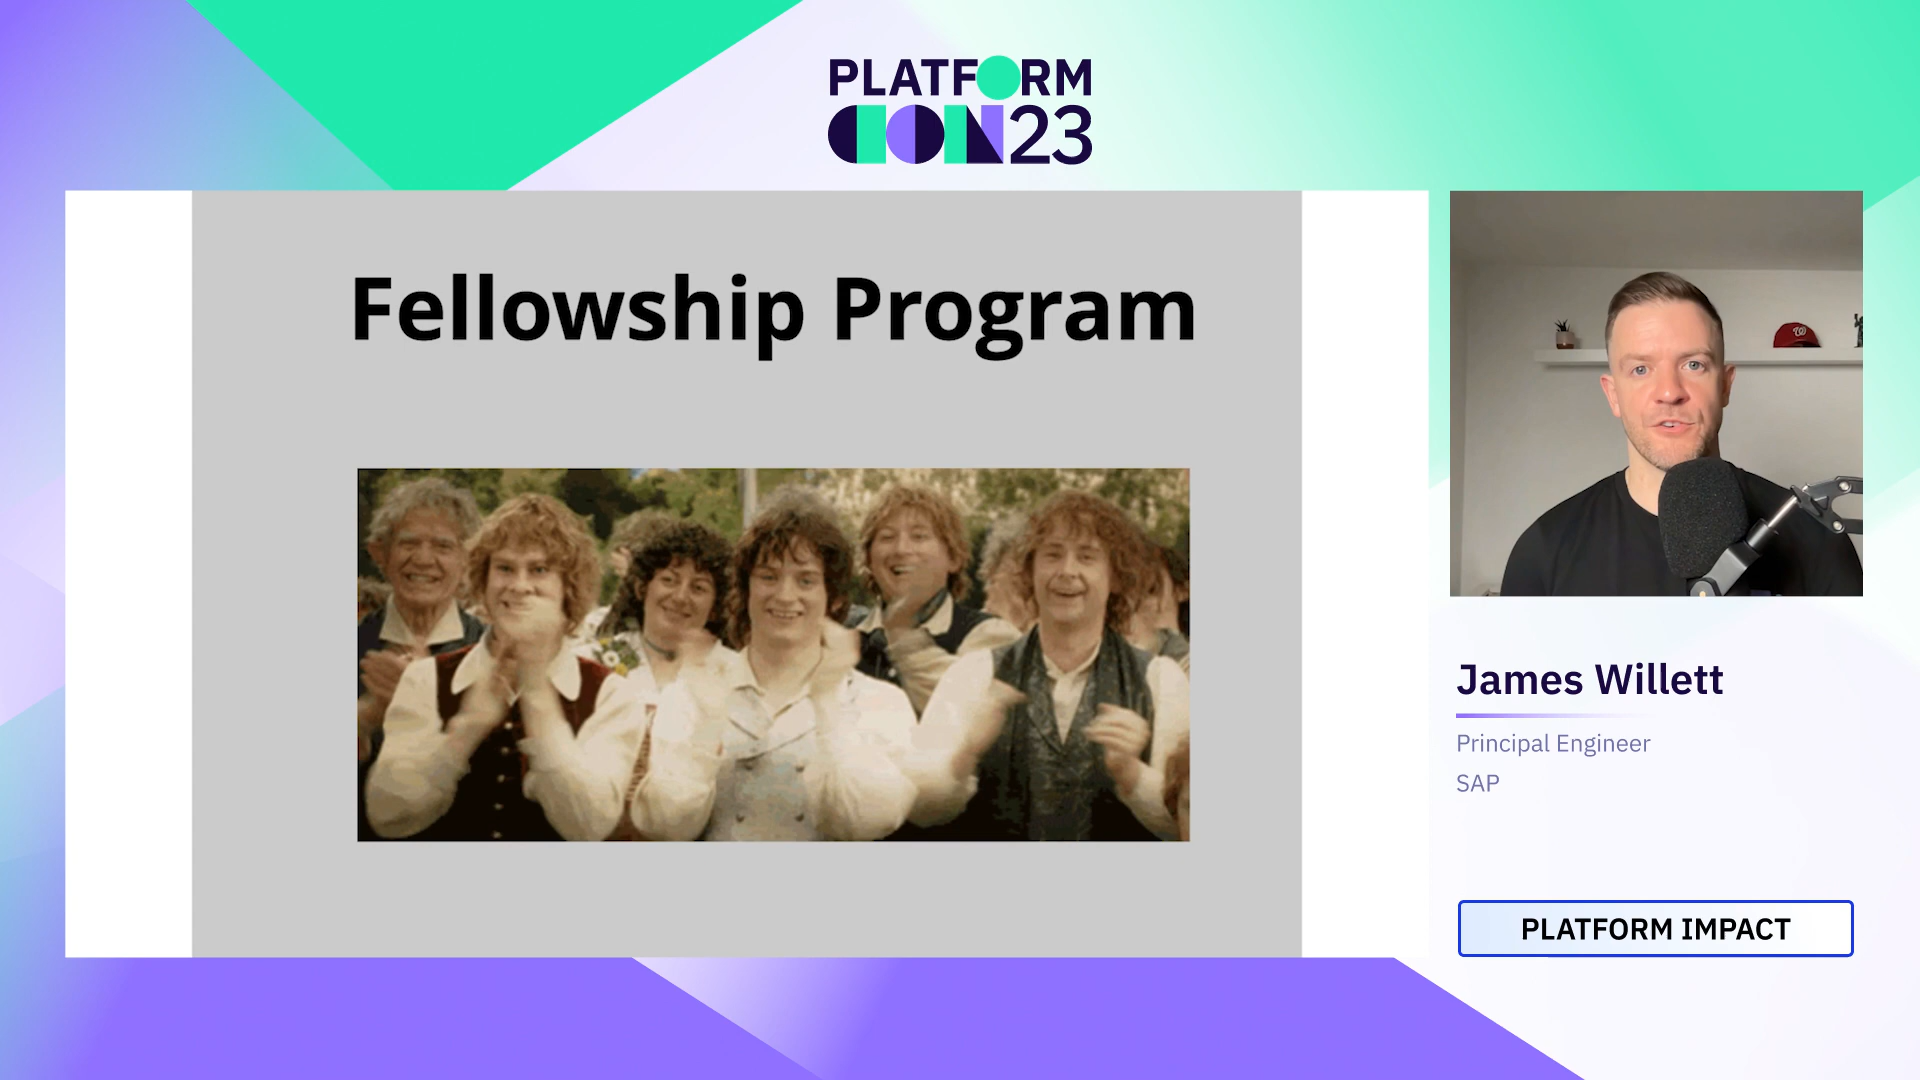 PLATFORM
CON23
Fellowship Program
James Willett
Principal Engineer
SAP
PLATFORM IMPACT